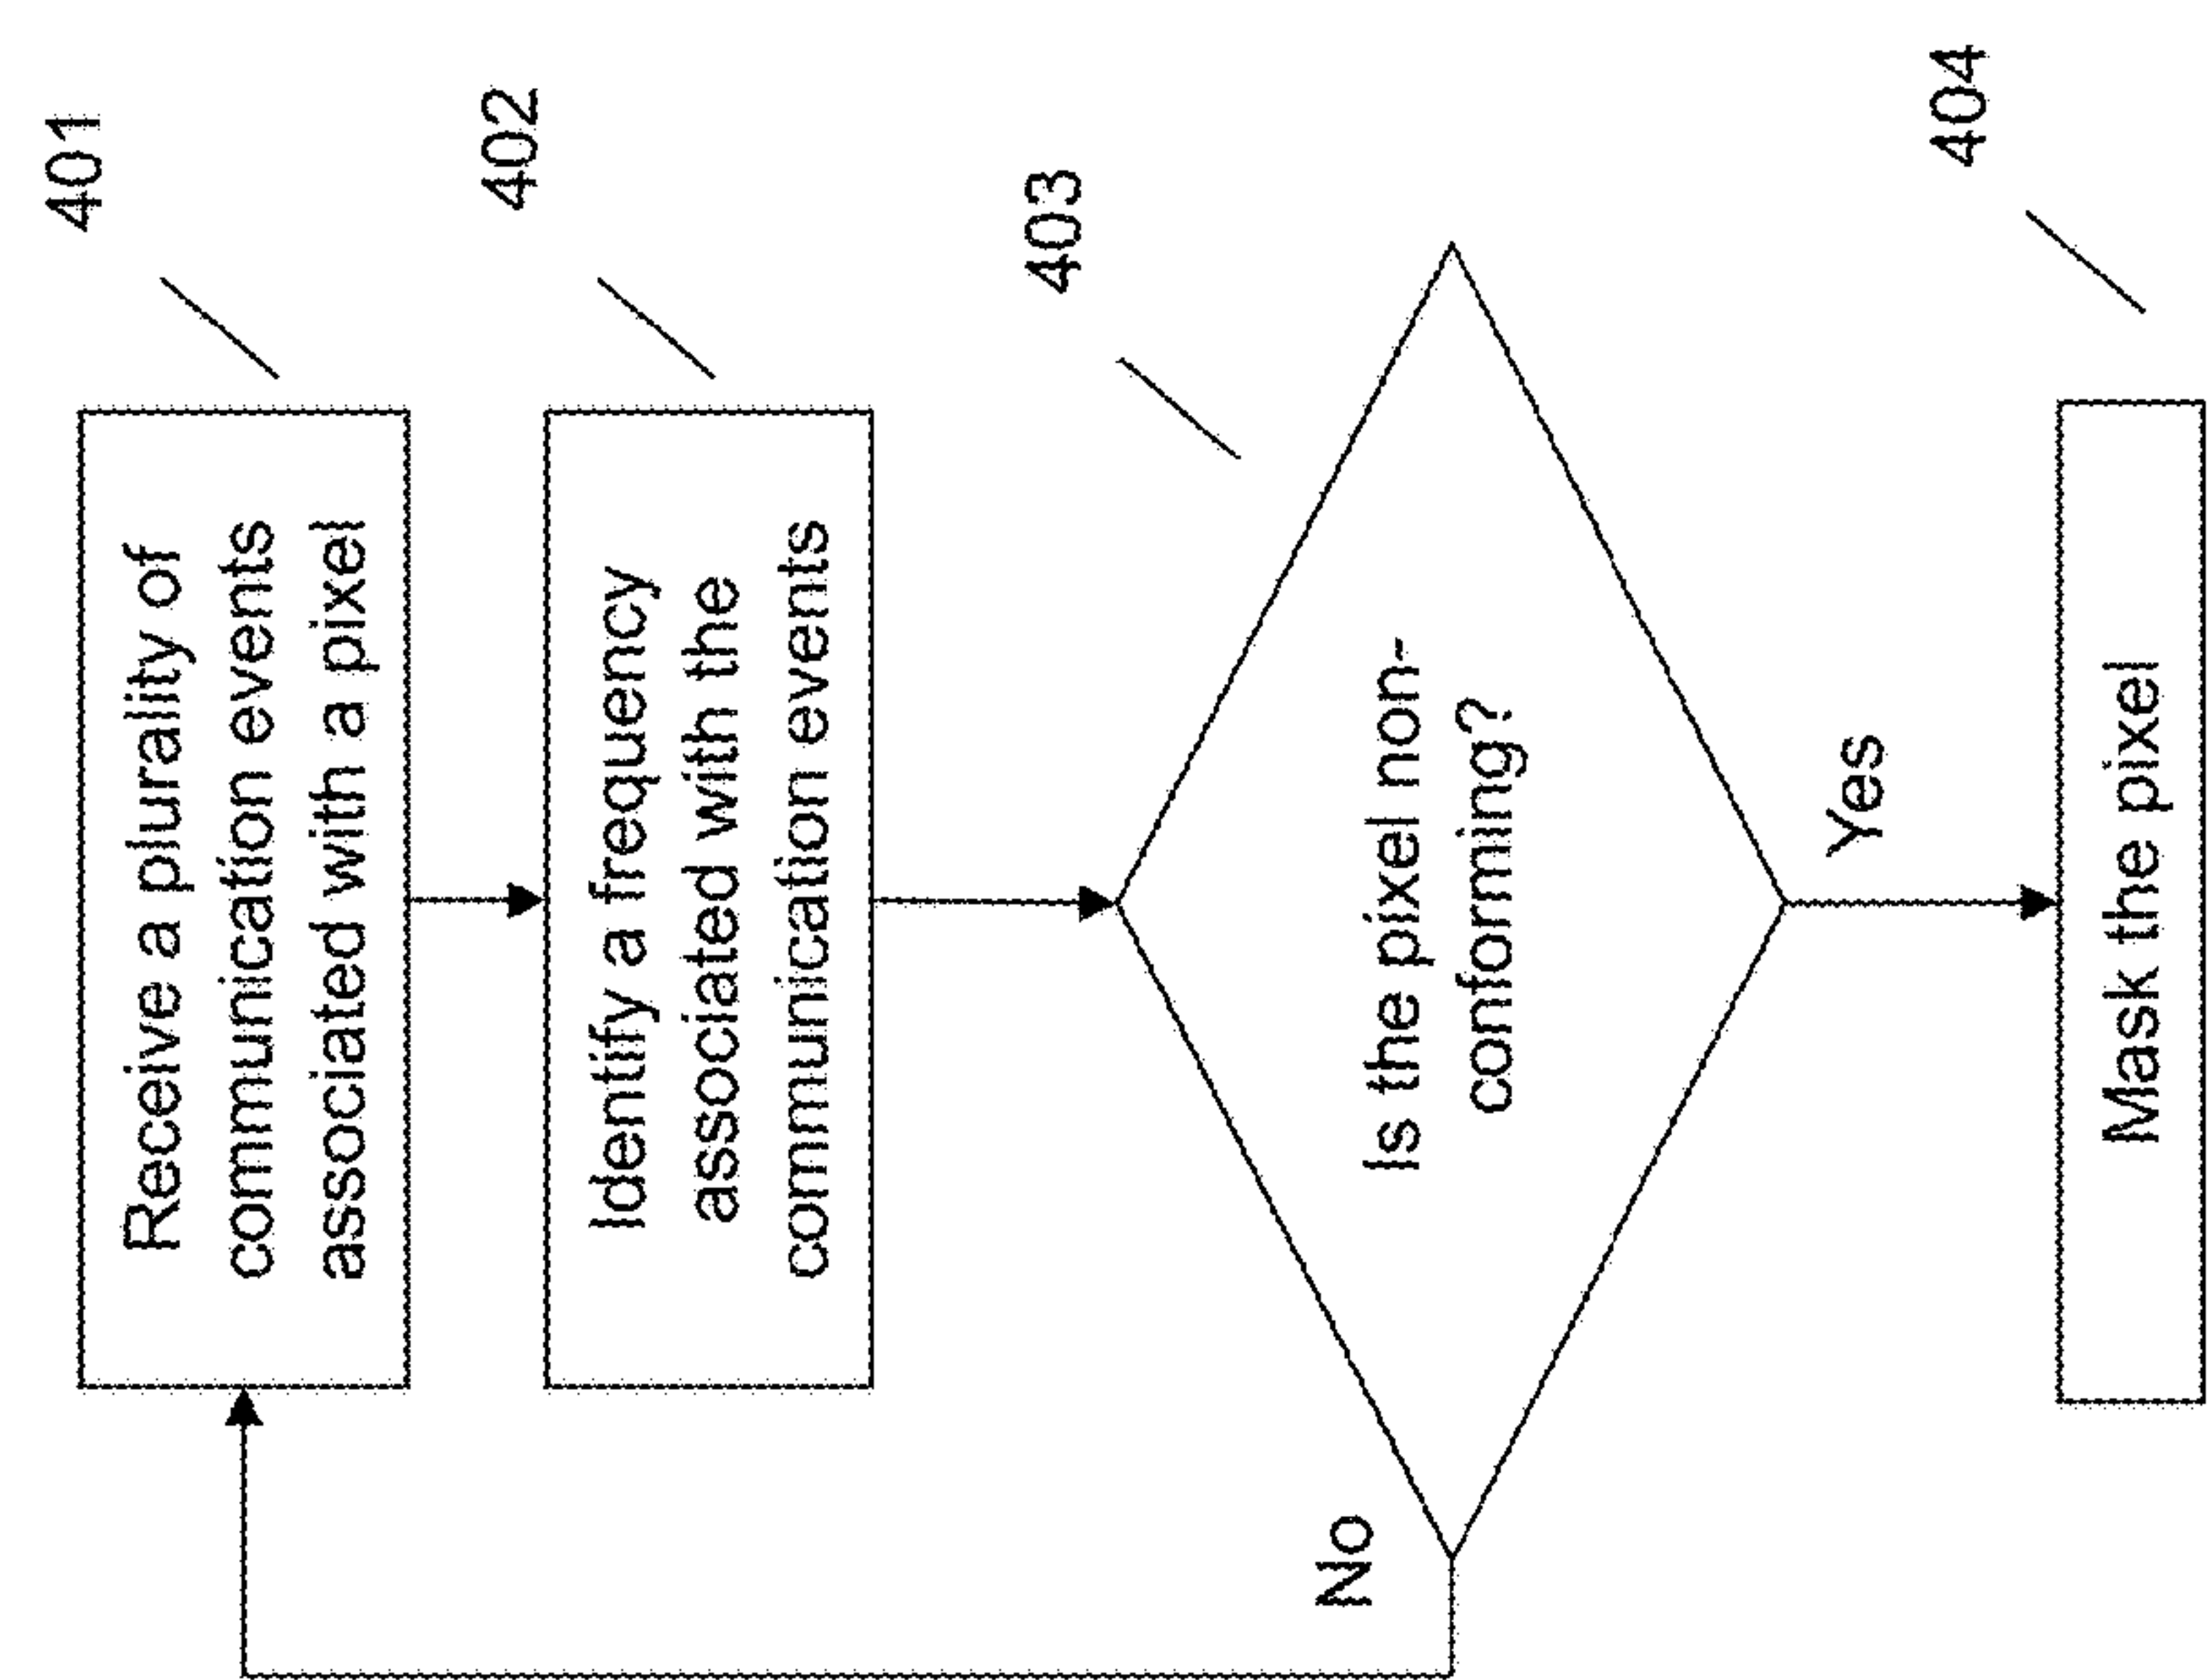 401
Receive a plurality of
communication events
associated with a pixel
402
Identify a frequency
associated with the
communication events
403
Is the pixel non-
conforming?
No
Yes
404
Mask the pixel